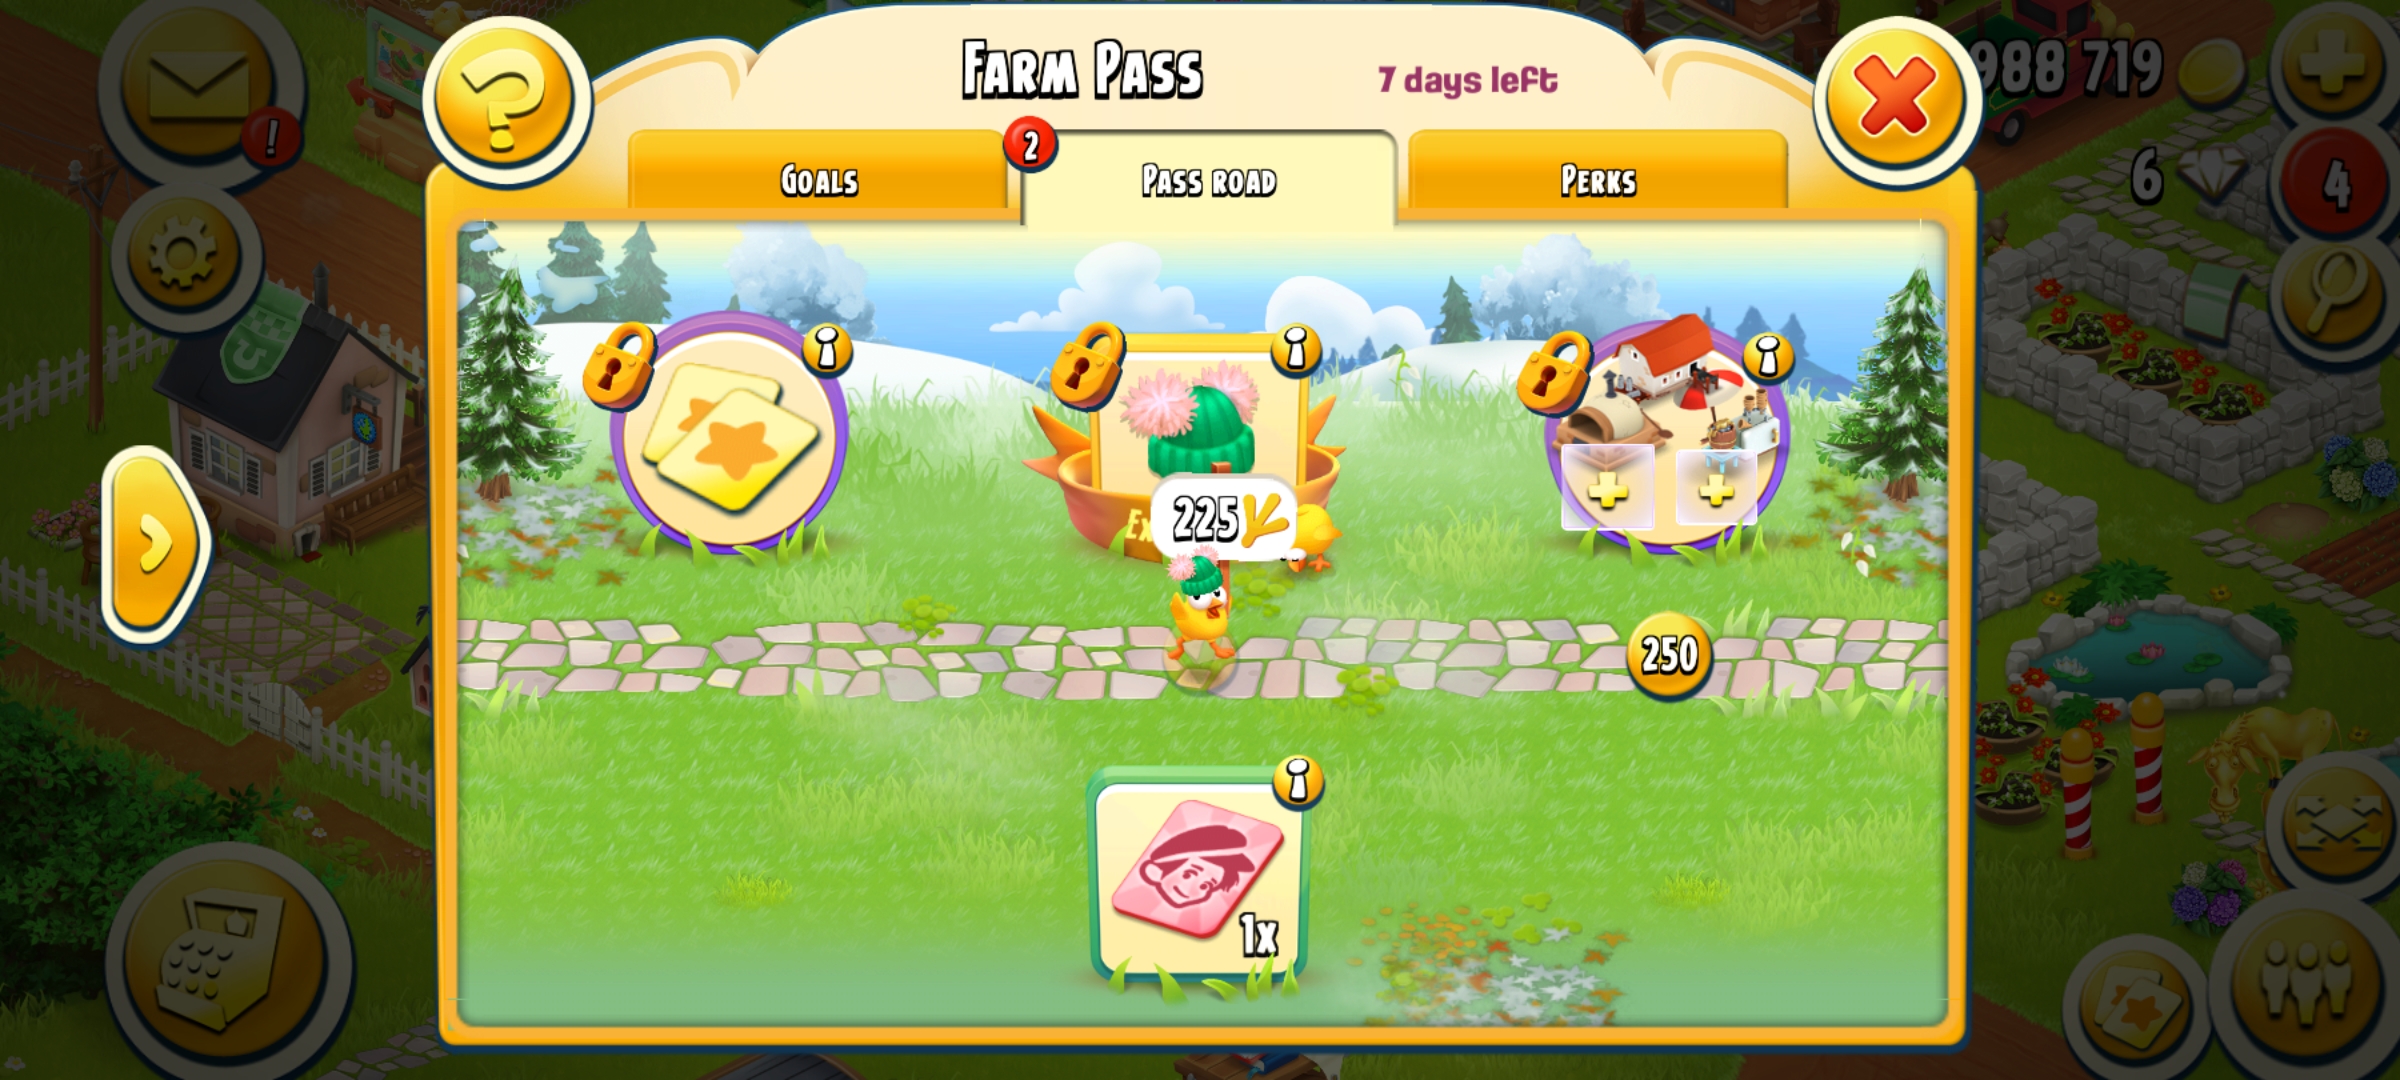 FARM PASS
7 days left
988 719
!
2
GOALS
PASS ROAD
PERKS
6
4
225
250
1x